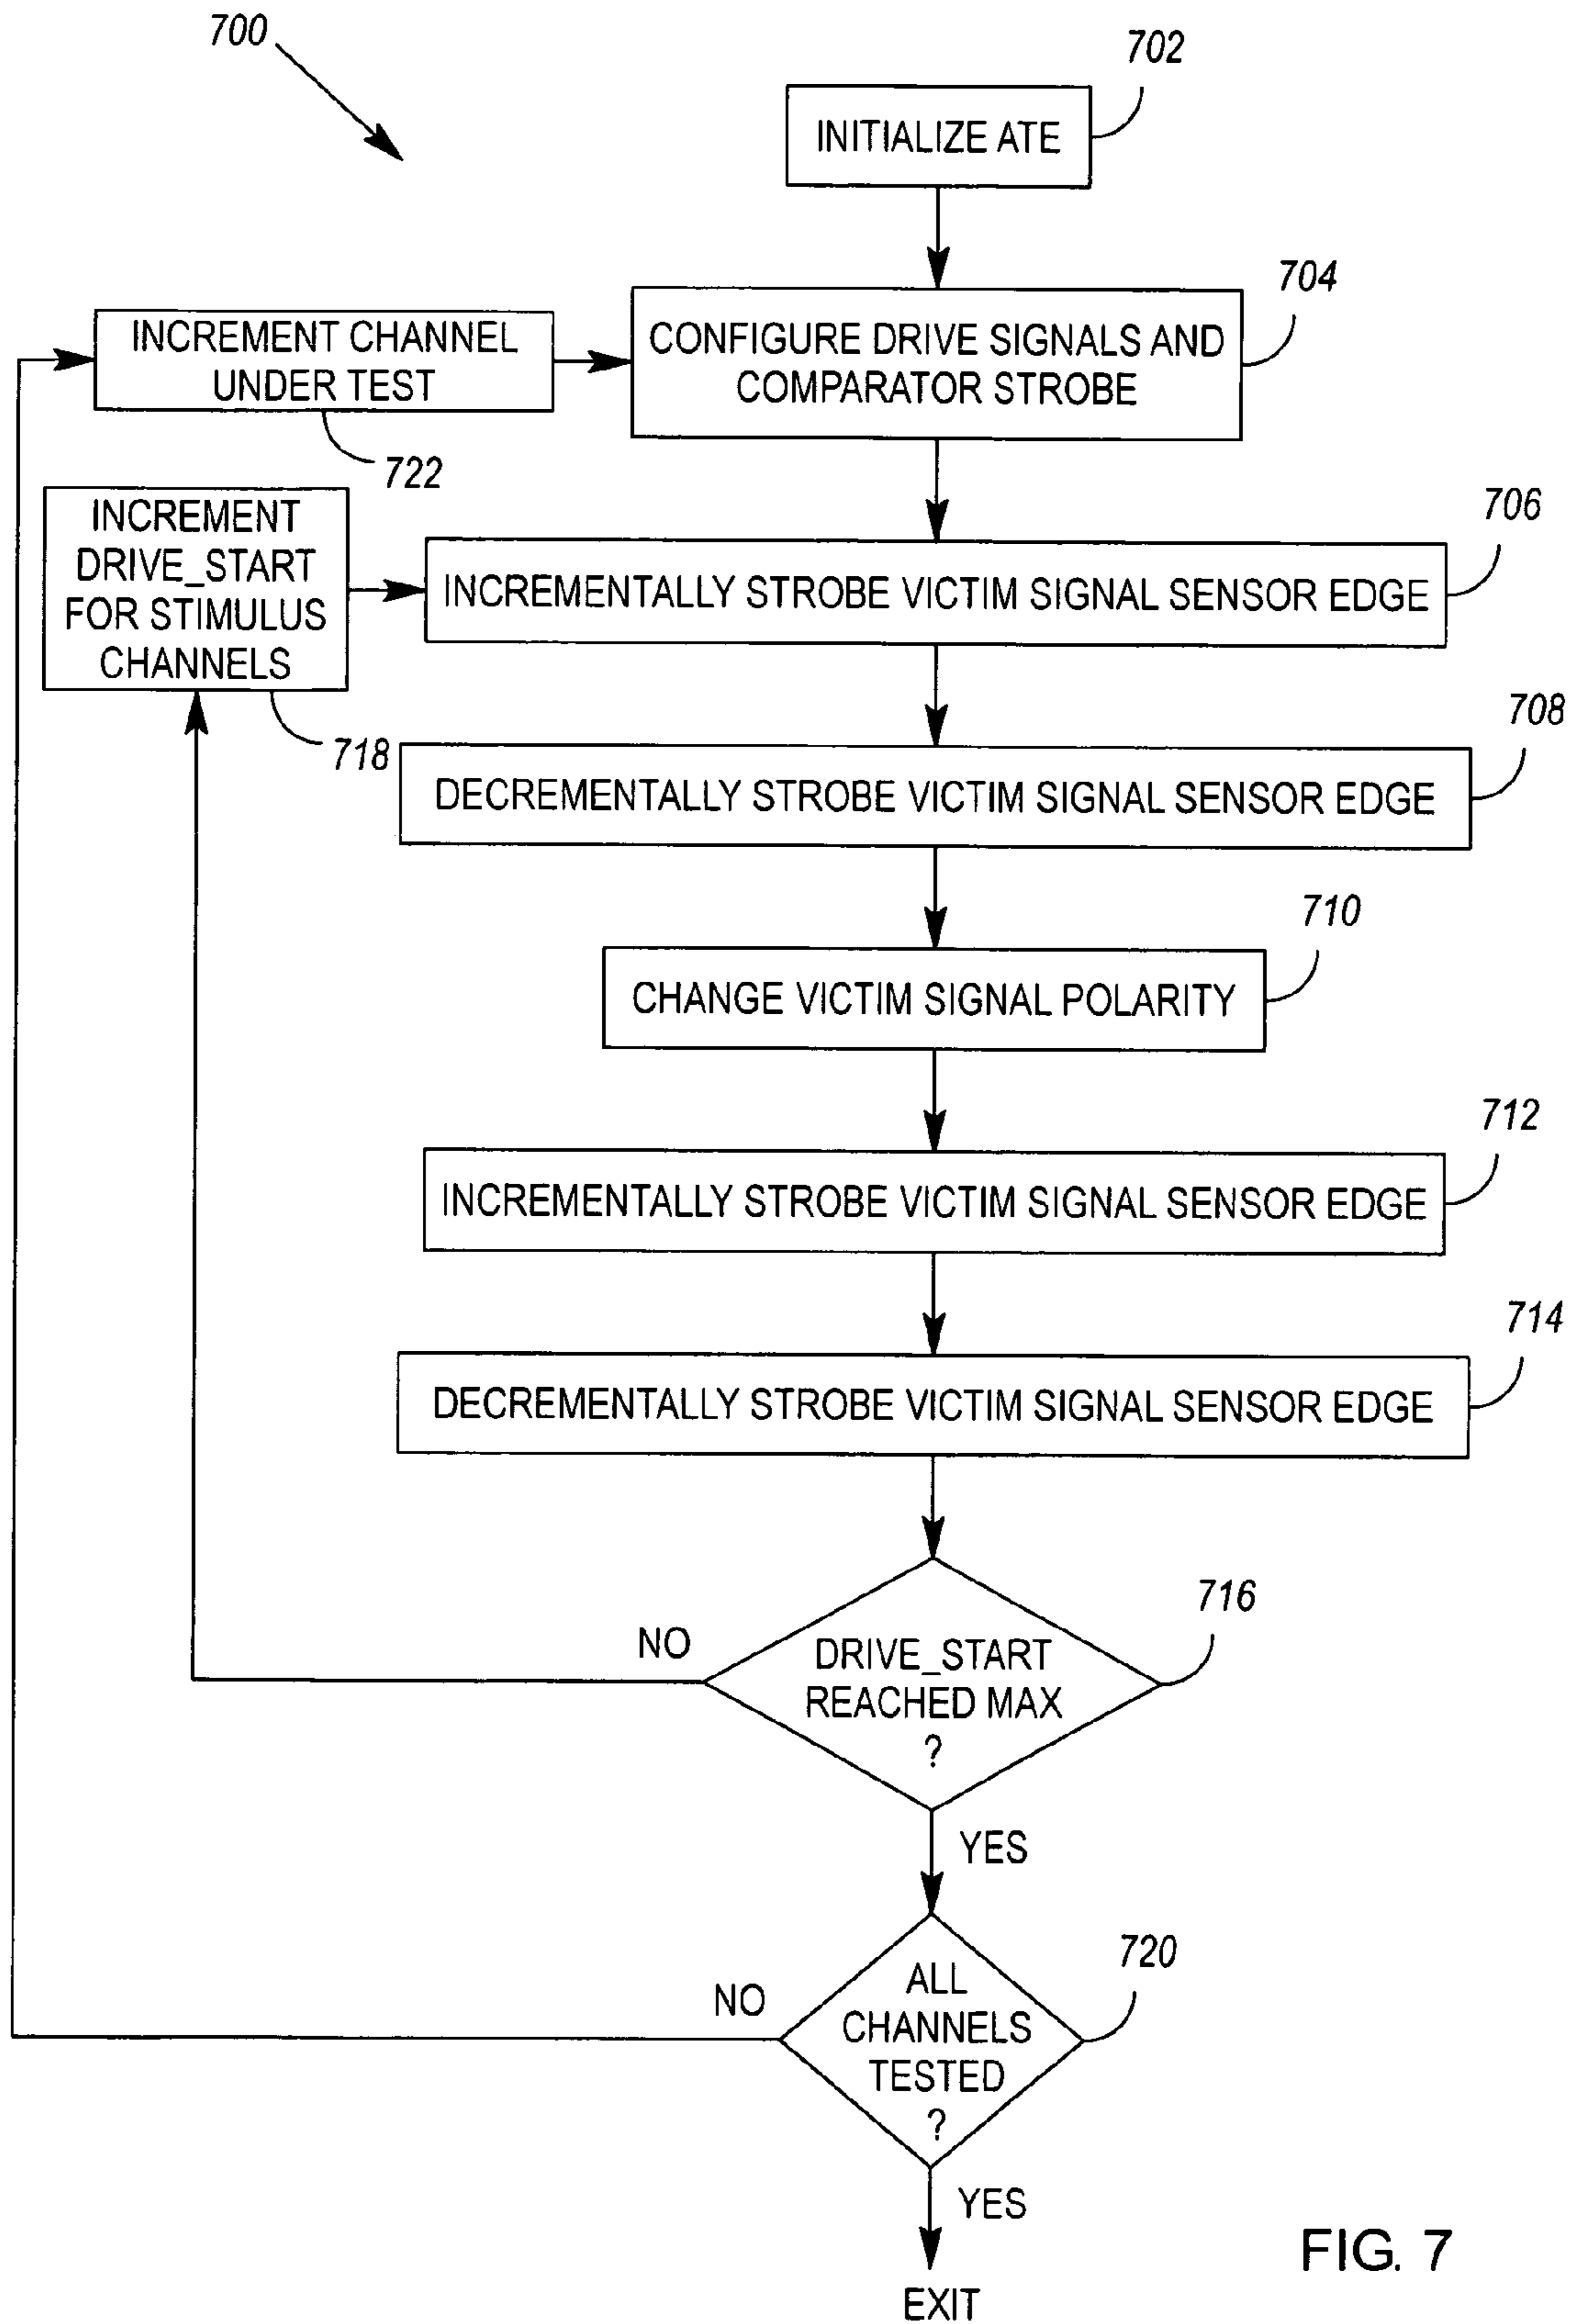 700
702
INITIALIZE ATE
704
INCREMENT CHANNEL
UNDER TEST
CONFIGURE DRIVE SIGNALS AND
COMPARATOR STROBE
722
INCREMENT
DRIVE_START
FOR STIMULUS
CHANNELS
706
INCREMENTALLY STROBE VICTIM SIGNAL SENSOR EDGE
718
708
DECREMENTALLY STROBE VICTIM SIGNAL SENSOR EDGE
710
CHANGE VICTIM SIGNAL POLARITY
712
INCREMENTALLY STROBE VICTIM SIGNAL SENSOR EDGE
714
DECREMENTALLY STROBE VICTIM SIGNAL SENSOR EDGE
716
NO
DRIVE_START
REACHED MAX
?
YES
720
NO
ALL
CHANNELS
TESTED
?
YES
EXIT
FIG. 7